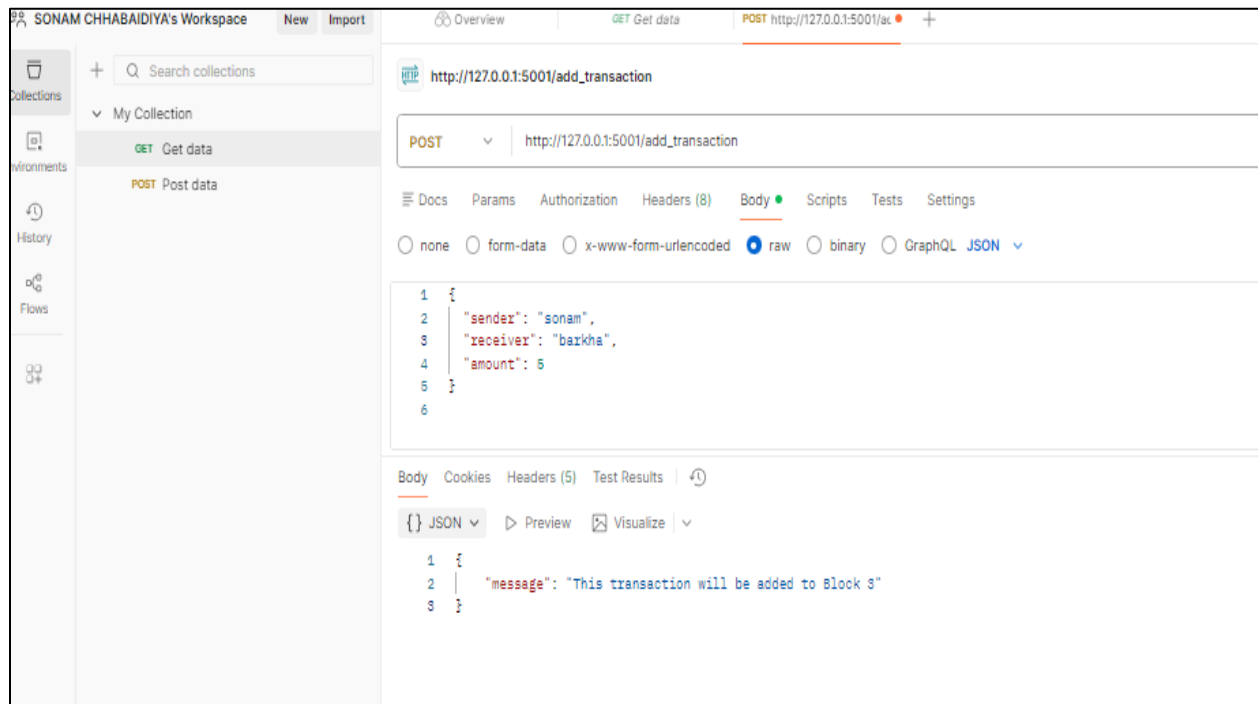 SONAM CHHABAIDIYA's Workspace New Import Overview GET Get data POST http://127.0.0.1:5001/ac +
Collections
+ Search collections
My Collection
GET Get data
POST Post data
nvironments
History
Flows
HTTP http://127.0.0.1:5001/add_transaction
POST http://127.0.0.1:5001/add_transaction
Docs Params Authorization Headers (8) Body Scripts Tests Settings
none form-data x-www-form-urlencoded raw binary GraphQL JSON
1 {
2 "sender": "sonam",
3 "receiver": "barkha",
4 "amount": 5
5 }
6
Body Cookies Headers (5) Test Results
{} JSON Preview Visualize
1 {
2 "message": "This transaction will be added to Block 3"
3 }